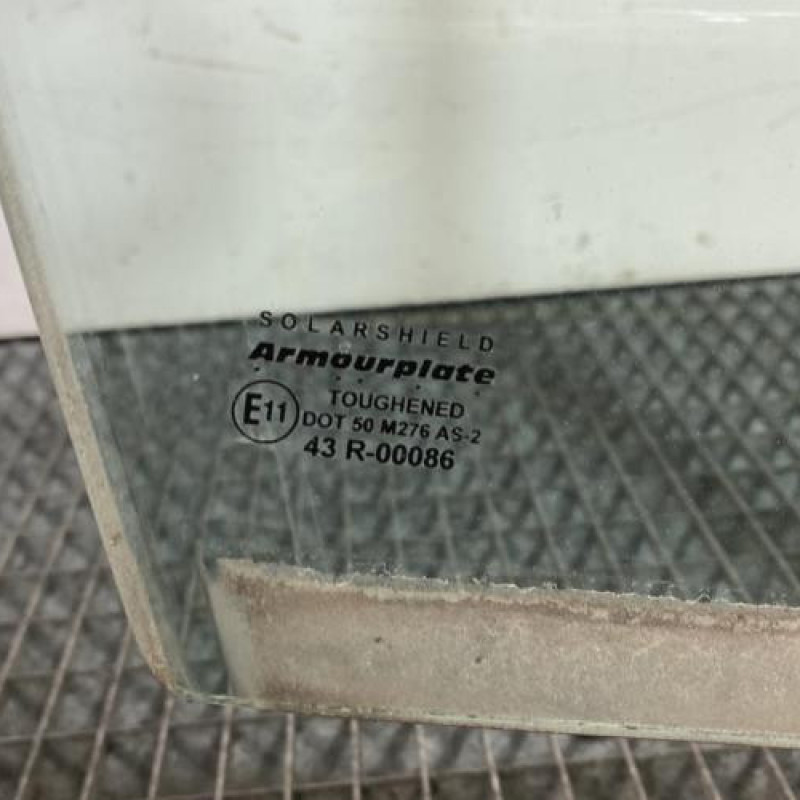 SOLARSHIELD
Armourplate
TOUGHENED
E11 DOT 50 M276 AS-2
43 R-00086